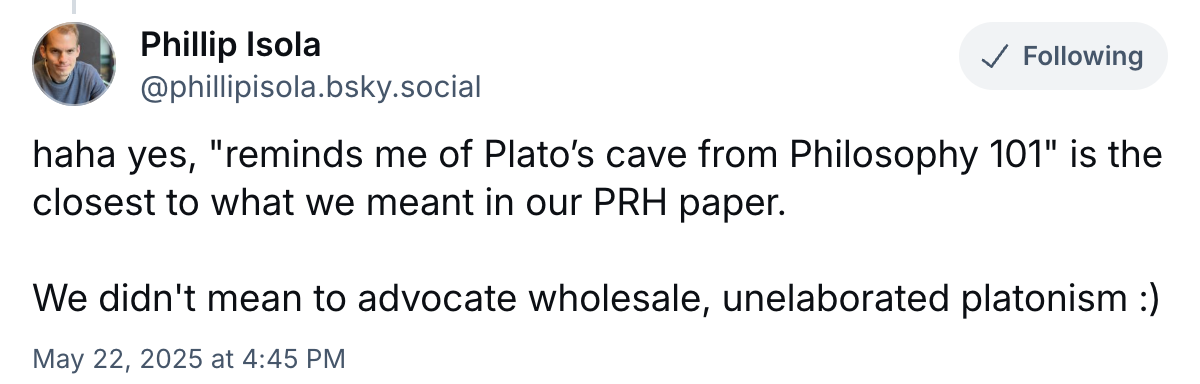 Phillip Isola
@phillipisola.bsky.social
Following
haha yes, "reminds me of Plato’s cave from Philosophy 101" is the
closest to what we meant in our PRH paper.
We didn't mean to advocate wholesale, unelaborated platonism :)
May 22, 2025 at 4:45 PM